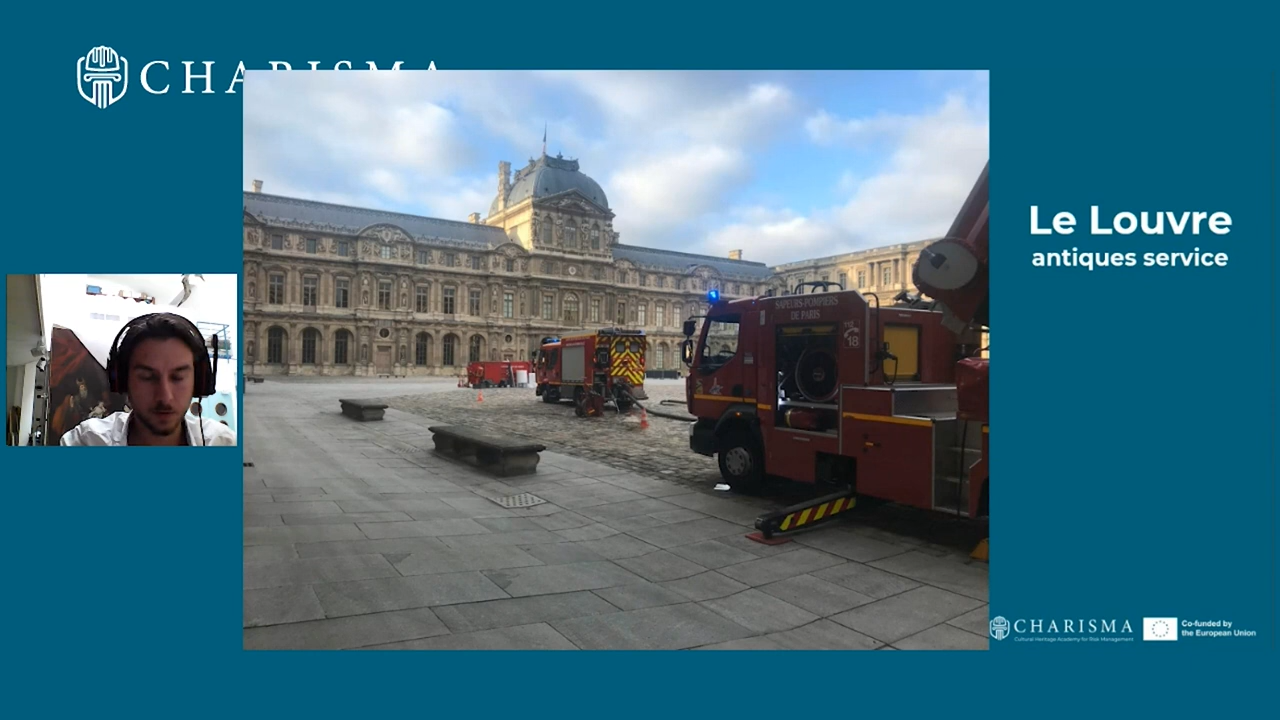 CHARISMA
Le Louvre
antiques service
SAPEURS-POMPIERS
DE PARIS
112
18
CHARISMA
Cultural Heritage Academy for Risk Management
Co-funded by
the European Union